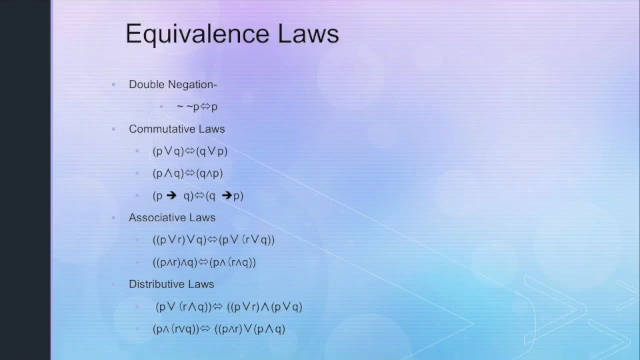 Equivalence Laws
Double Negation-
~ ~p⇔p
Commutative Laws
(p∨q)⇔(q∨p)
(p∧q)⇔(q∧p)
(p ➔ q)⇔(q ➔p)
Associative Laws
((p∨r)∨q)⇔(p∨(r∨q))
((p∧r)∧q)⇔(p∧(r∧q))
Distributive Laws
(p∨(r∧q))⇔ ((p∨r)∧(p∨q)
(p∧(r∨q))⇔ ((p∧r)∨(p∧q)